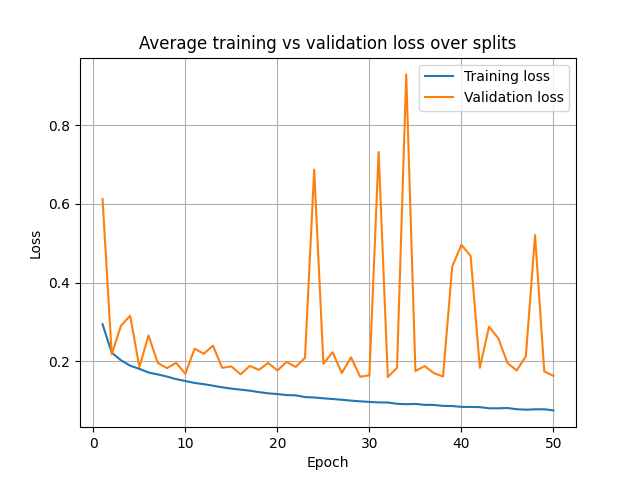 Average training vs validation loss over splits
Training loss
Validation loss
0.8
0.6
0.4
0.2
Loss
0
10
20
30
40
50
Epoch